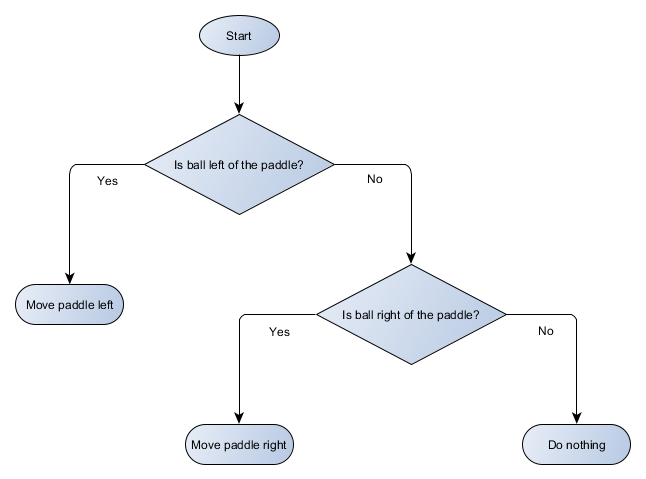 Start
Is ball left of the paddle?
Yes
No
Move paddle left
Is ball right of the paddle?
Yes
No
Move paddle right
Do nothing